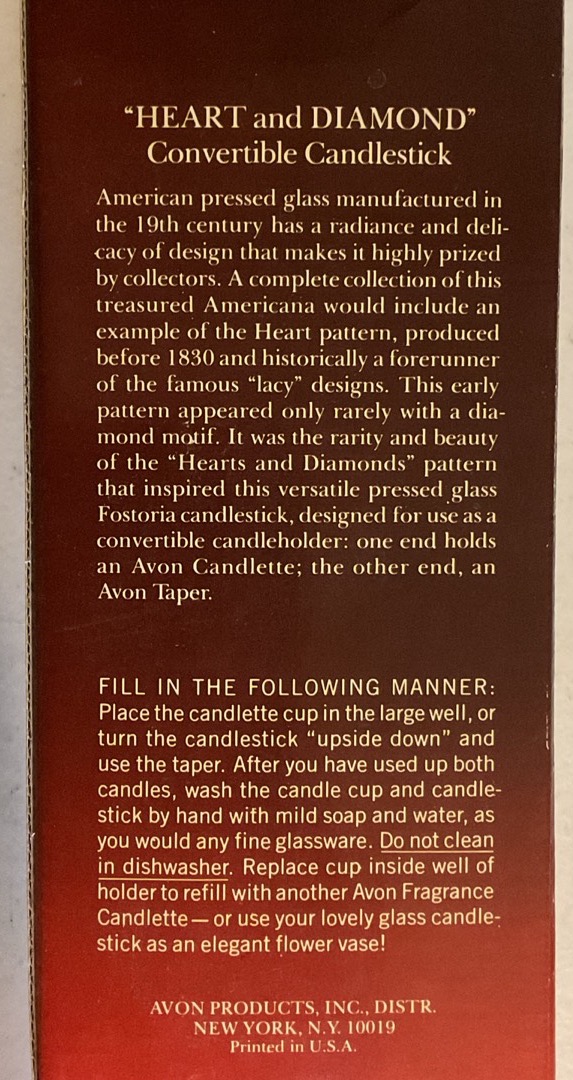 "HEART and DIAMOND"
Convertible Candlestick
American pressed glass manufactured in
the 19th century has a radiance and deli-
cacy of design that makes it highly prized
by collectors. A complete collection of this
treasured Americana would include an
example of the Heart pattern, produced
before 1830 and historically a forerunner
of the famous "lacy" designs. This early
pattern appeared only rarely with a dia-
mond motif. It was the rarity and beauty
of the "Hearts and Diamonds" pattern
that inspired this versatile pressed glass
Fostoria candlestick, designed for use as a
convertible candleholder: one end holds
an Avon Candlette; the other end, an
Avon Taper.
FILL IN THE FOLLOWING MANNER:
Place the candlette cup in the large well, or
turn the candlestick "upside down" and
use the taper. After you have used up both
candles, wash the candle cup and candle-
stick by hand with mild soap and water, as
you would any fine glassware. Do not clean
in dishwasher. Replace cup inside well of
holder to refill with another Avon Fragrance
Candlette—or use your lovely glass candle-
stick as an elegant flower vase!
AVON PRODUCTS, INC., DISTR.
NEW YORK, N.Y. 10019
Printed in U.S.A.